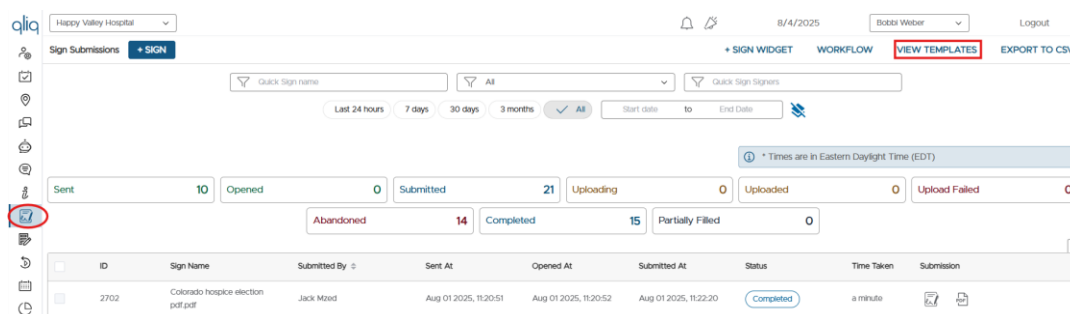 qliq Happy Valley Hospital 8/4/2025 Bobbi Weber Logout
Sign Submissions + SIGN + SIGN WIDGET WORKFLOW VIEW TEMPLATES EXPORT TO CSV
Quick Sign name All Quick Sign Signers
Last 24 hours 7 days 30 days 3 months All Start date to End Date
* Times are in Eastern Daylight Time (EDT)
Sent 10 Opened 0 Submitted 21 Uploading 0 Uploaded 0 Upload Failed 0
Abandoned 14 Completed 15 Partially Filled 0
ID Sign Name Submitted By Sent At Opened At Submitted At Status Time Taken Submission
2702 Colorado hospice election pdf.pdf Jack Mzed Aug 01 2025, 11:20:51 Aug 01 2025, 11:20:52 Aug 01 2025, 11:22:20 Completed a minute PDF